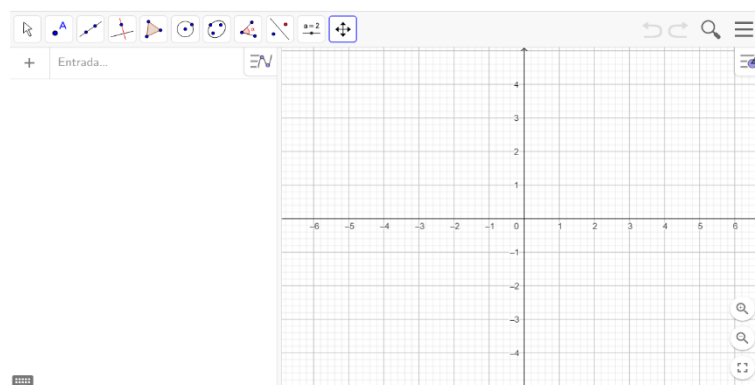 A
a=2
+ Entrada...
4
3
2
1
–6 –5 –4 –3 –2 –1 0 1 2 3 4 5 6
–1
–2
–3
–4